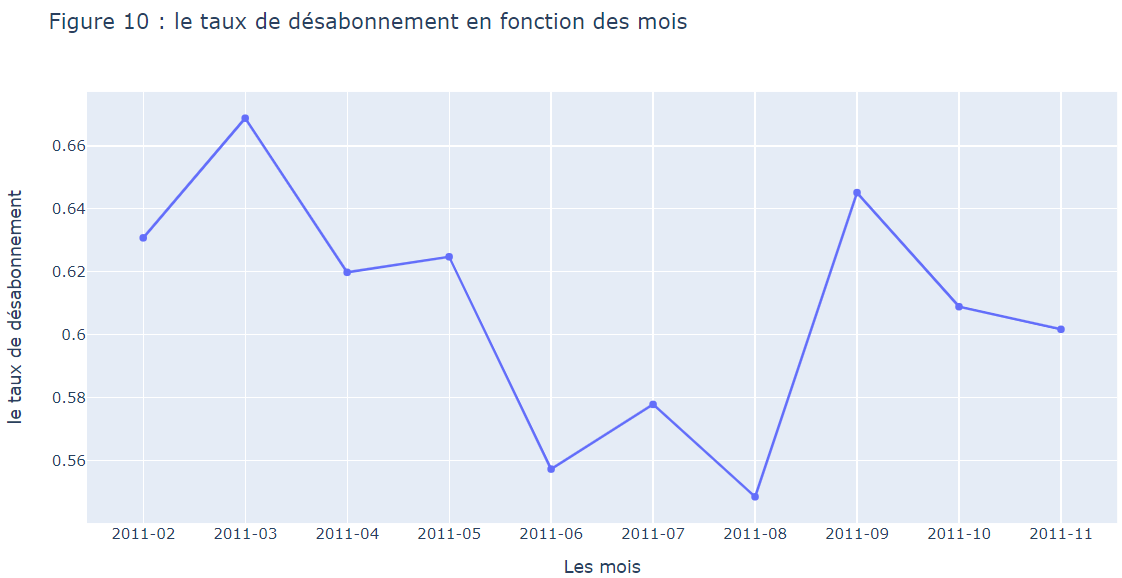 Figure 10 : le taux de désabonnement en fonction des mois
le taux de désabonnement
0.66
0.64
0.62
0.6
0.58
0.56
2011-02 2011-03 2011-04 2011-05 2011-06 2011-07 2011-08 2011-09 2011-10 2011-11
Les mois